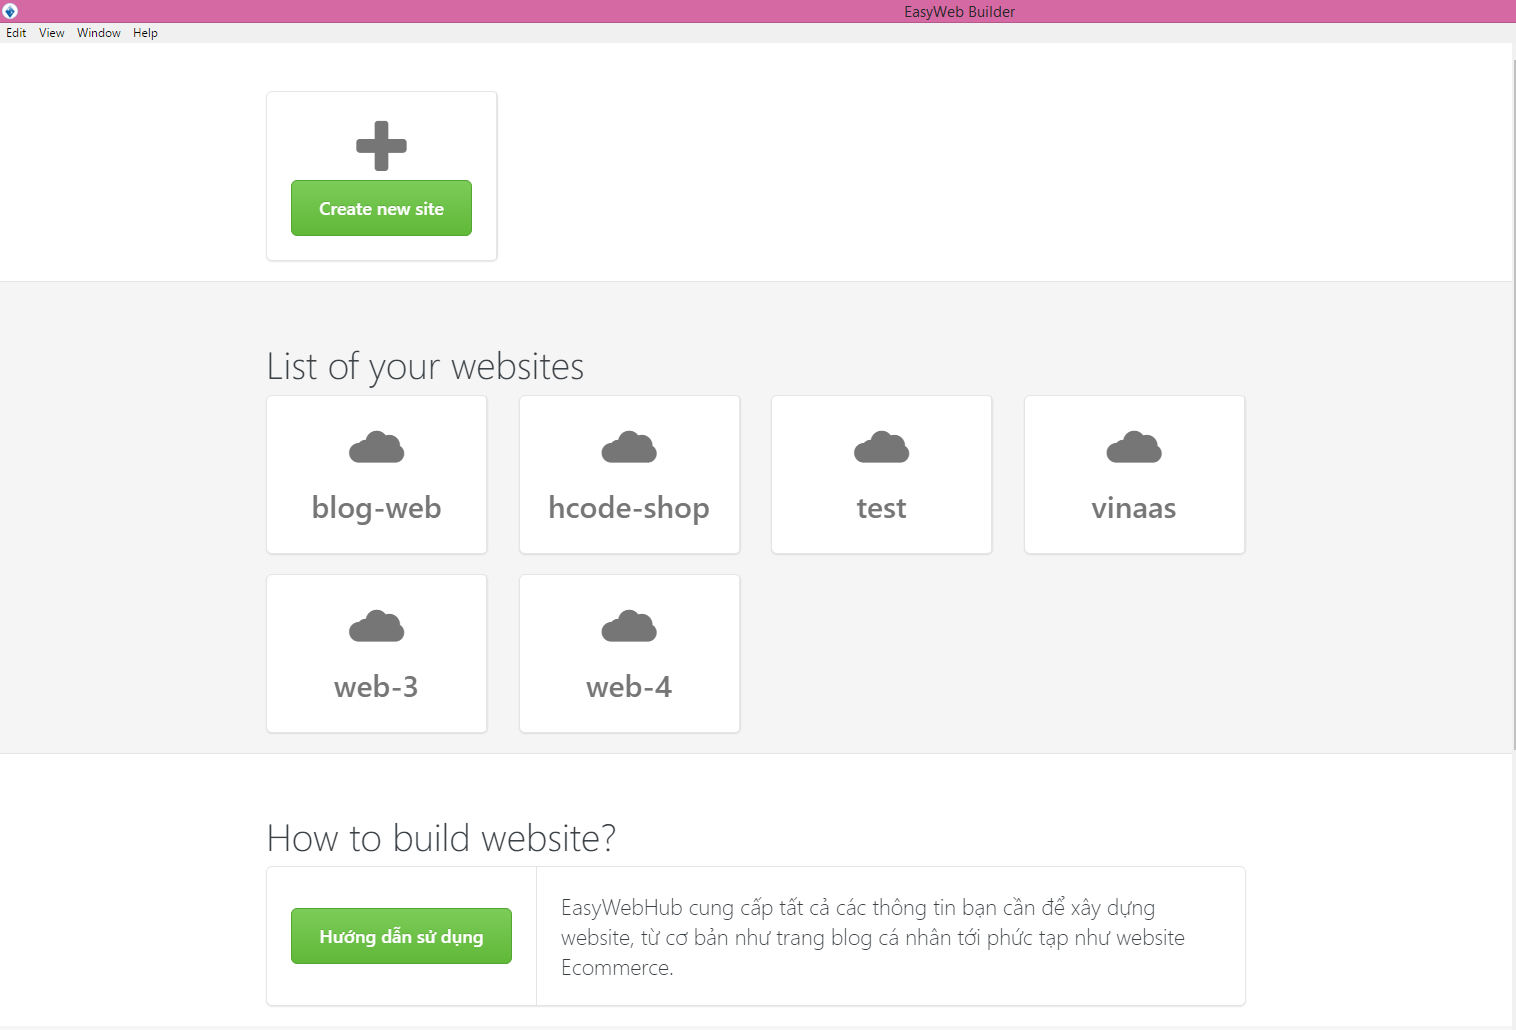 EasyWeb Builder
Edit View Window Help
Create new site
List of your websites
blog-web
hcode-shop
test
vinaas
web-3
web-4
How to build website?
Hướng dẫn sử dụng
EasyWebHub cung cấp tất cả các thông tin bạn cần để xây dựng
website, từ cơ bản như trang blog cá nhân tới phức tạp như website
Ecommerce.